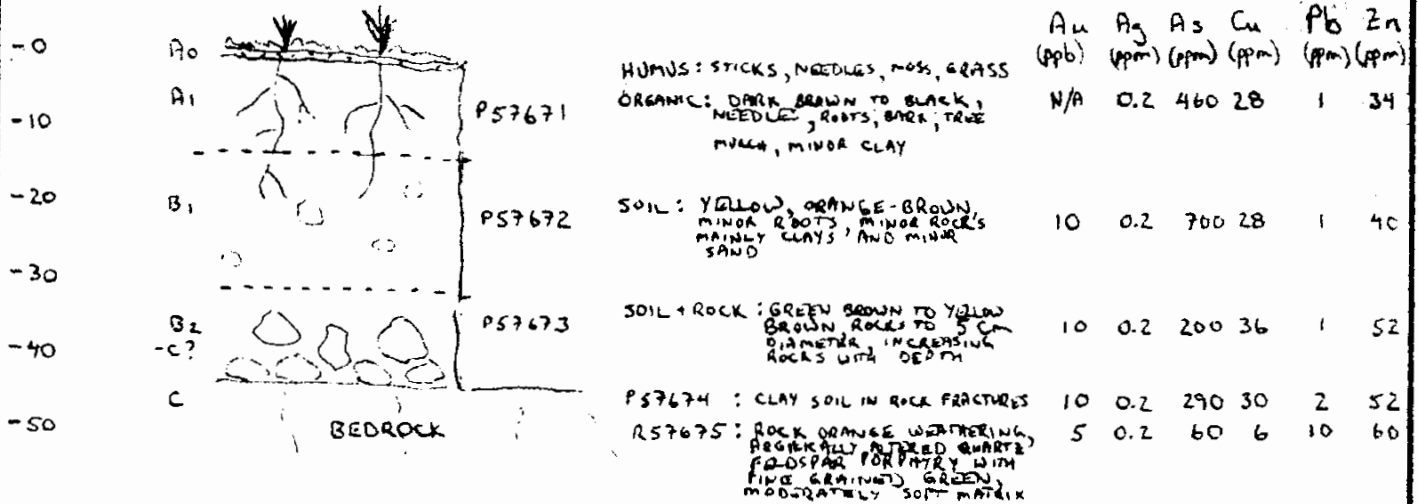 Au Ag As Cu Pb Zn
(ppb) (ppm) (ppm) (ppm) (ppm) (ppm)
-0
A0
HUMUS: STICKS, NEEDLES, MOSS, GRASS
A1
P57671
ORGANIC: DARK BROWN TO BLACK, N/A 0.2 460 28 1 34
NEEDLES, ROOTS, BARK, TREE
-10
MULCH, MINOR CLAY
-20
B1
P57672
SOIL: YELLOW, ORANGE-BROWN,
MINOR ROOTS, MINOR ROCKS 10 0.2 700 28 1 40
MAINLY CLAYS AND MINOR
SAND
-30
B2
-C?
P57673
SOIL + ROCK: GREEN BROWN TO YELLOW
BROWN, ROCKS TO 5 cm 10 0.2 200 36 1 52
DIAMETER, INCREASING
ROCKS WITH DEPTH
-40
C
P57674: CLAY SOIL IN ROCK FRACTURES 10 0.2 290 30 2 52
-50
BEDROCK
R57675: ROCK ORANGE WEATHERING, 5 0.2 60 6 10 60
ARGILLICALLY ALTERED QUARTZ
FELDSPAR PORPHYRY WITH
FINE GRAINED, GREEN,
MODERATELY SOFT MATRIX